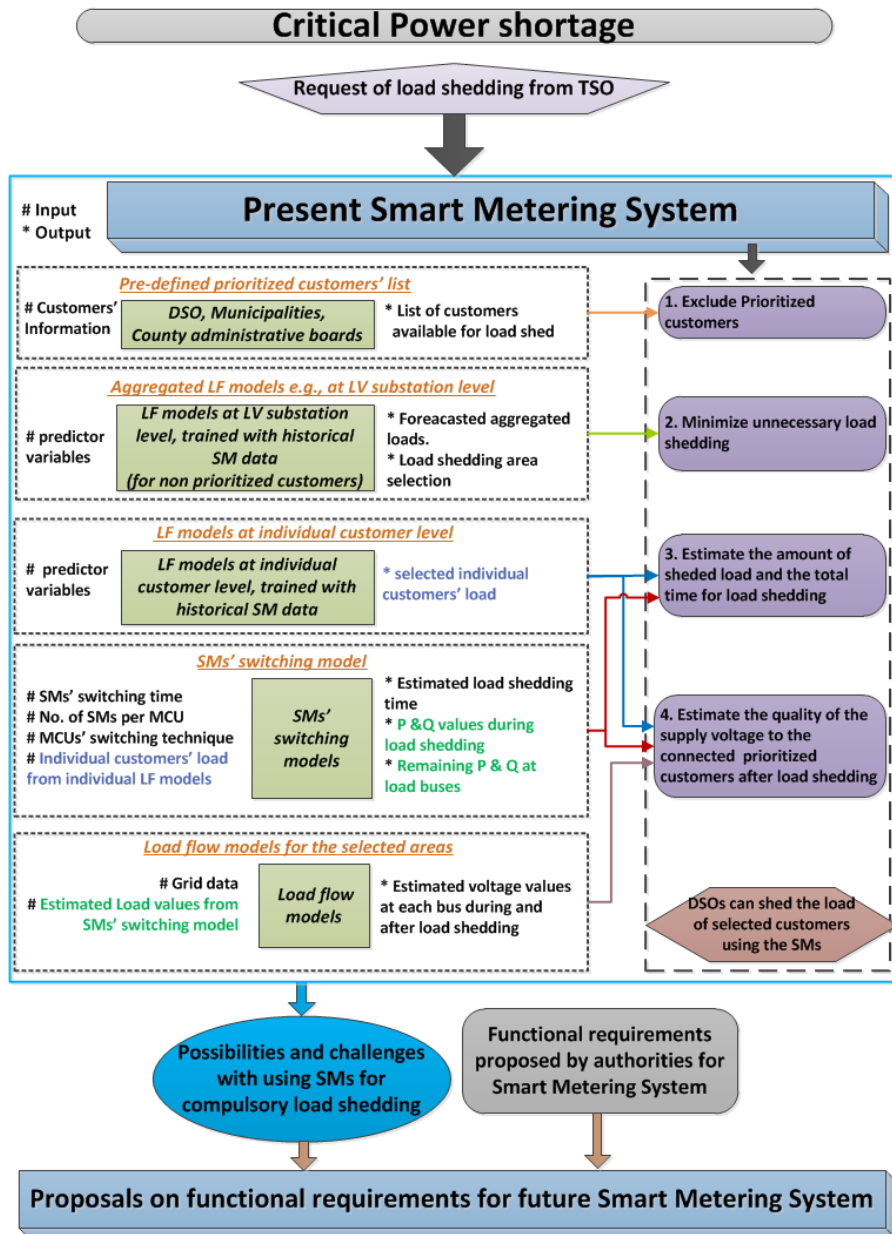 Critical Power shortage
Request of load shedding from TSO
# Input
* Output
Present Smart Metering System
Pre-defined prioritized customers' list
# Customers'
Information
DSO, Municipalities,
County administrative boards
* List of customers
available for load shed
1. Exclude Prioritized
customers
Aggregated LF models e.g., at LV substation level
# predictor
variables
LF models at LV substation
level, trained with historical
SM data
(for non prioritized customers)
* Foreacasted aggregated
loads.
* Load shedding area
selection
2. Minimize unnecessary load
shedding
LF models at individual customer level
# predictor
variables
LF models at individual
customer level, trained with
historical SM data
* selected individual
customers' load
3. Estimate the amount of
sheded load and the total
time for load shedding
SMs' switching model
# SMs' switching time
# No. of SMs per MCU
# MCUs' switching technique
# Individual customers' load
from individual LF models
SMs'
switching
models
* Estimated load shedding
time
* P &Q values during
load shedding
* Remaining P & Q at
load buses
4. Estimate the quality of the
supply voltage to the
connected prioritized
customers after load shedding
Load flow models for the selected areas
# Grid data
# Estimated Load values from
SMs' switching model
Load flow
models
* Estimated voltage values
at each bus during and
after load shedding
DSOs can shed the load
of selected customers
using the SMs
Possibilities and challenges
with using SMs for
compulsory load shedding
Functional requirements
proposed by authorities for
Smart Metering System
Proposals on functional requirements for future Smart Metering System